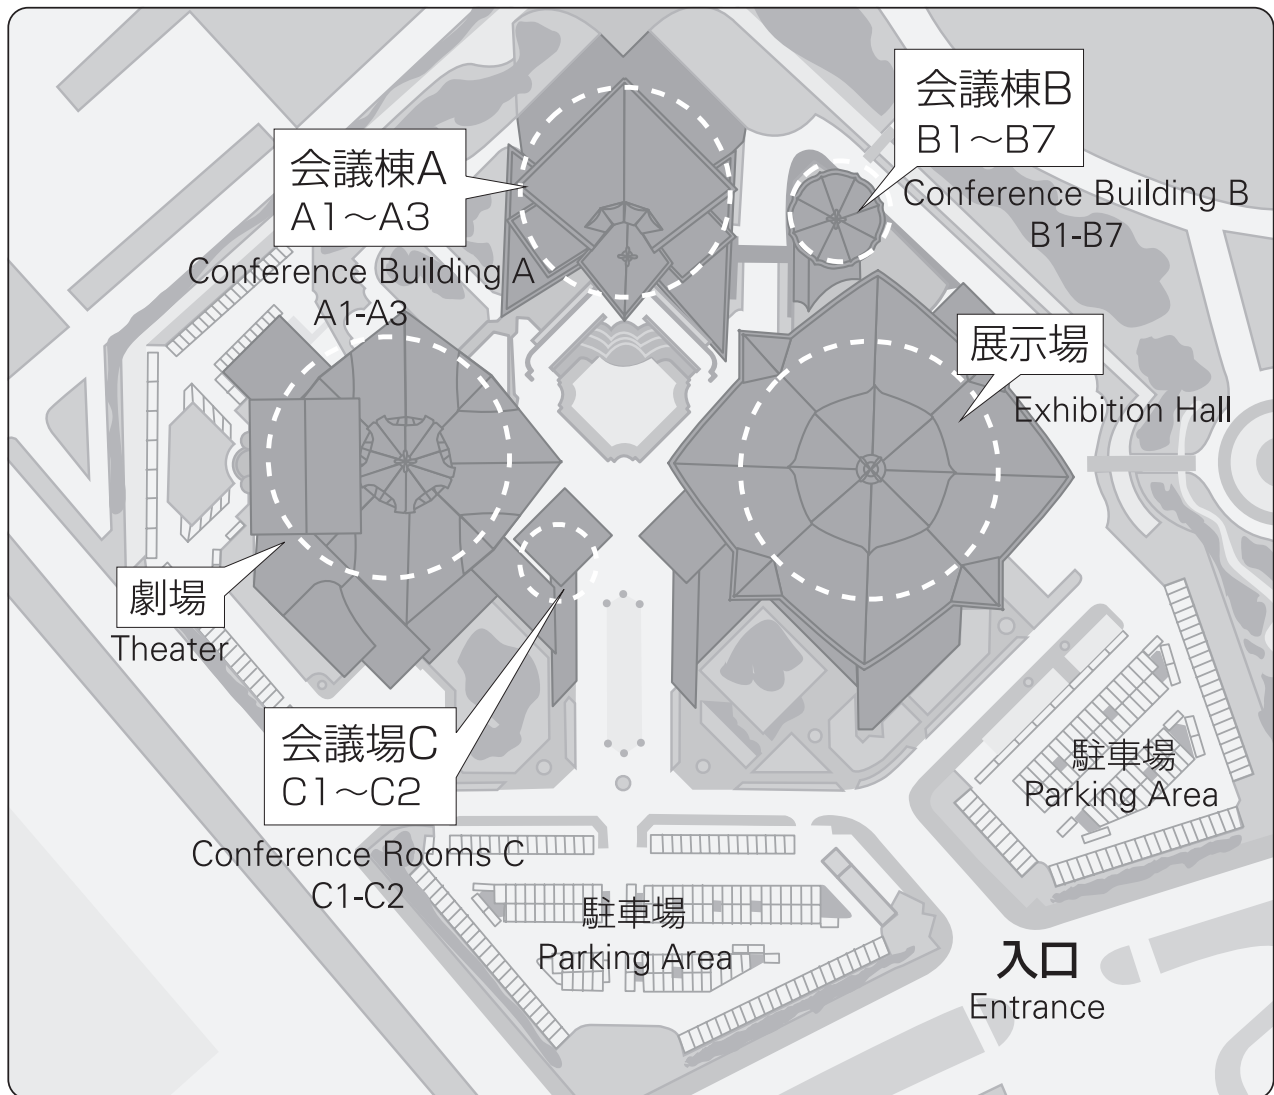 会議棟B
B1～B7
Conference Building B
B1-B7
会議棟A
A1～A3
Conference Building A
A1-A3
展示場
Exhibition Hall
劇場
Theater
会議場C
C1～C2
Conference Rooms C
C1-C2
駐車場
Parking Area
駐車場
Parking Area
入口
Entrance